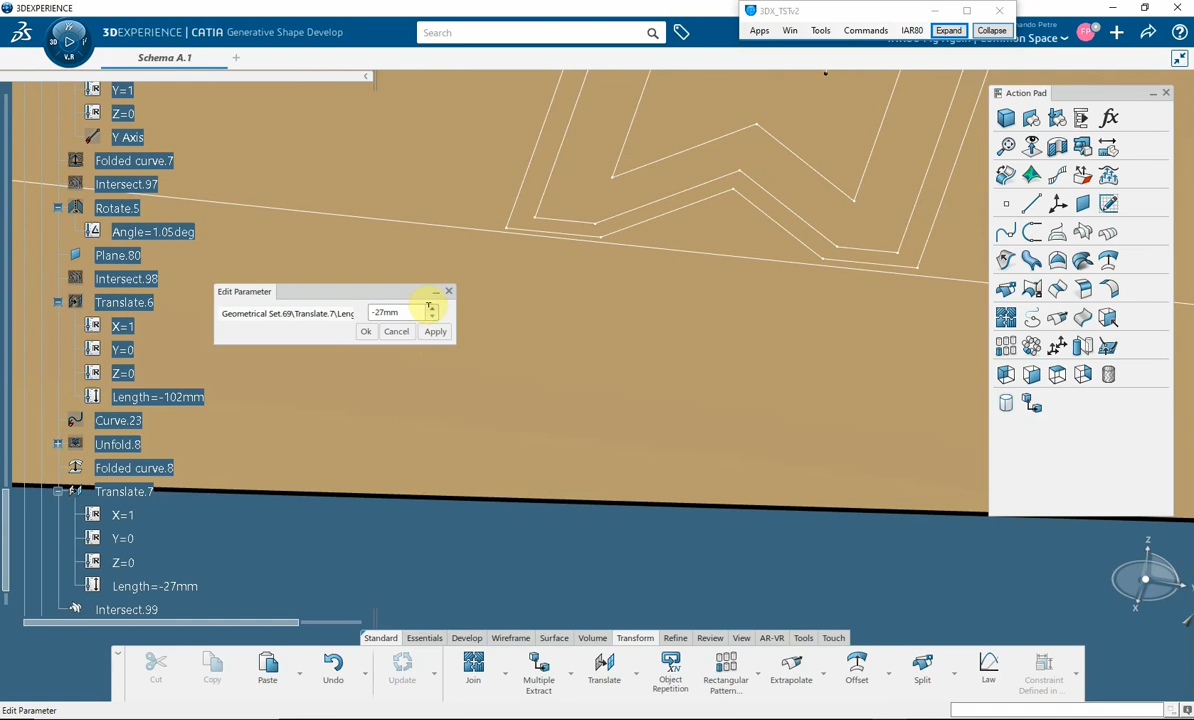 3DEXPERIENCE
3DX_TSTv2
3DEXPERIENCE | CATIA Generative Shape Develop
Search
Apps Win Tools Commands IAR80 Expand Collapse
Common Space
FP
3D
V.R
Schema A.1
Y=1
Z=0
Y Axis
Folded curve.7
Intersect.97
Rotate.5
Angle=1.05deg
Plane.80
Intersect.98
Translate.6
X=1
Y=0
Z=0
Length=-102mm
Curve.23
Unfold.8
Folded curve.8
Translate.7
X=1
Y=0
Z=0
Length=-27mm
Intersect.99
Edit Parameter
Geometrical Set.69\Translate.7\Leng
-27mm
Ok Cancel Apply
Action Pad
fx
z
x
Standard Essentials Develop Wireframe Surface Volume Transform Refine Review View AR-VR Tools Touch
Cut Copy Paste Undo Update Join Multiple Extract Translate Object Repetition Rectangular Pattern... Extrapolate Offset Split Law Constraint Defined in ...
Edit Parameter